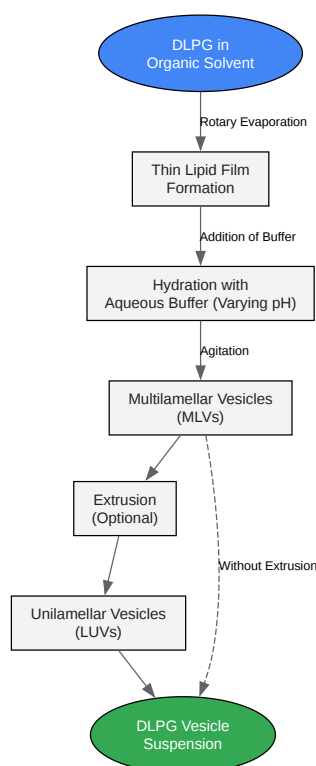 DLPG in
Organic Solvent
Rotary Evaporation
Thin Lipid Film
Formation
Addition of Buffer
Hydration with
Aqueous Buffer (Varying pH)
Agitation
Multilamellar Vesicles
(MLVs)
Extrusion
(Optional)
Without Extrusion
Unilamellar Vesicles
(LUVs)
DLPG Vesicle
Suspension